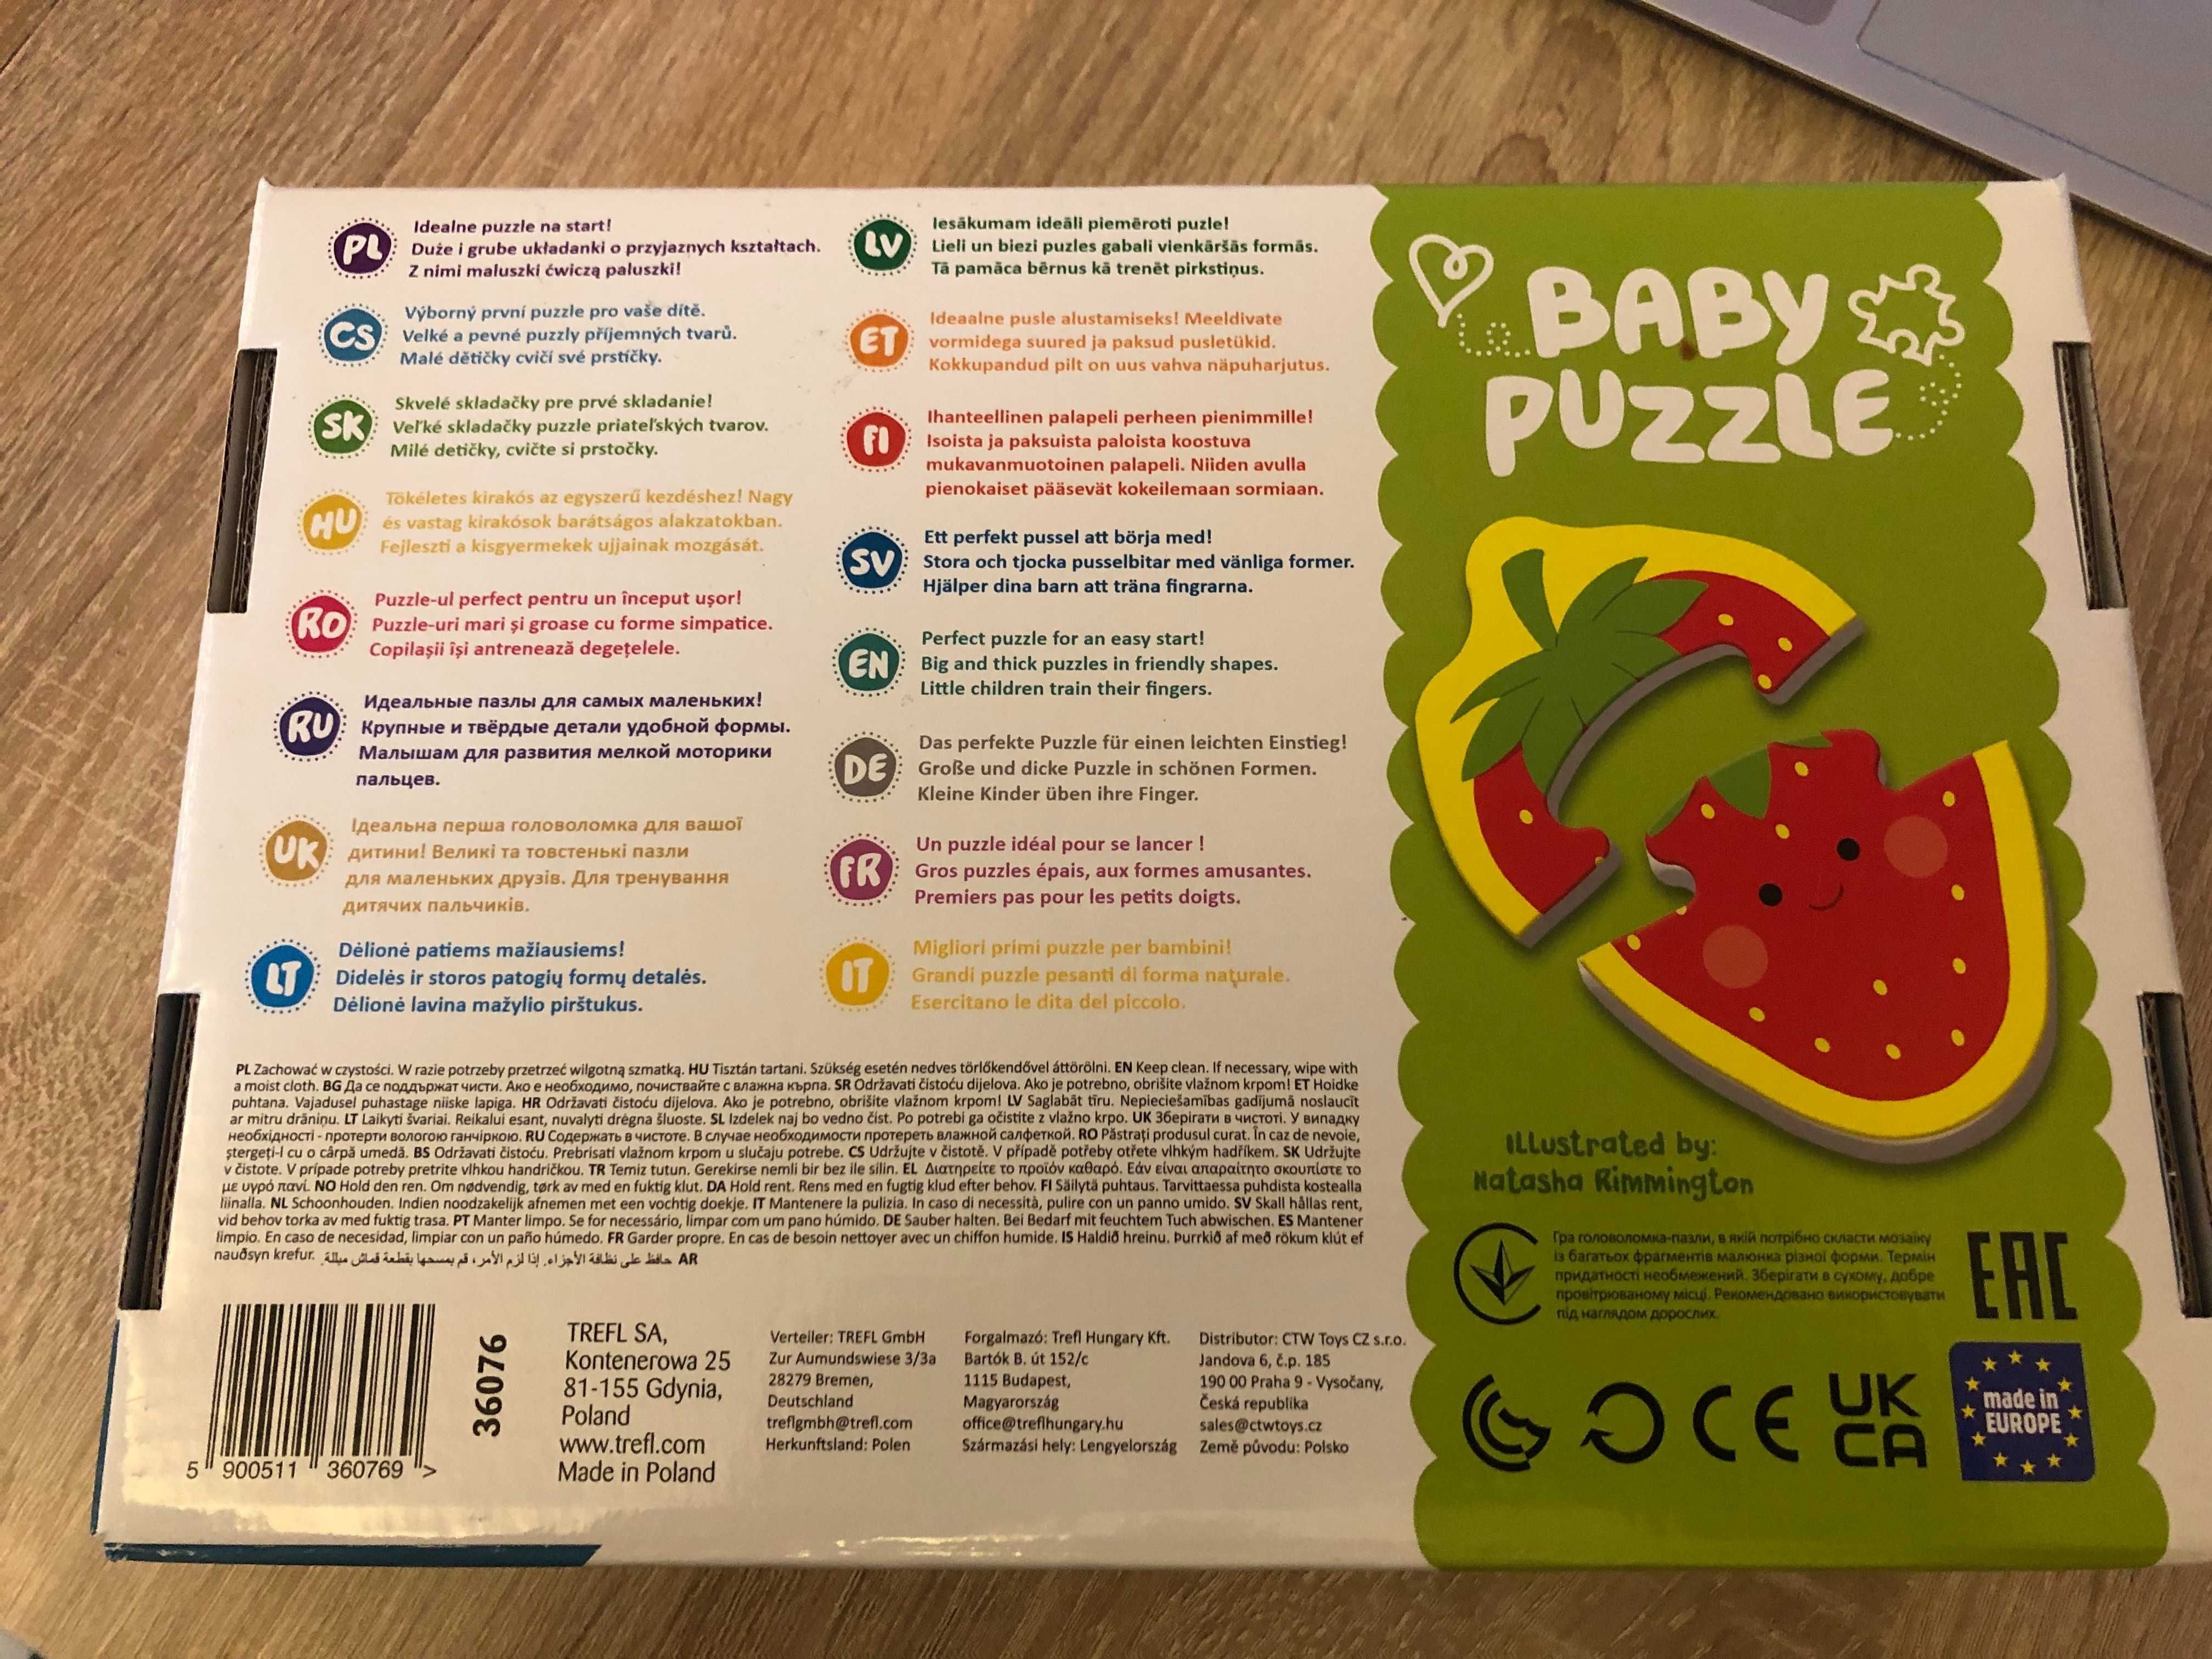 PL
Idealne puzzle na start!
Duże i grube układanki o przyjaznych kształtach.
Z nimi maluszki ćwiczą paluszki!
CS
Výborný první puzzle pro vaše dítě.
Velké a pevné puzzly příjemných tvarů.
Malé dětičky cvičí své prstíčky.
SK
Skvelé skladačky pre prvé skladanie!
Veľké skladačky puzzle priateľských tvarov.
Milé detičky, cvičte si prstočky.
HU
Tökéletes kirakós az egyszerű kezdéshez! Nagy
és vastag kirakósok barátságos alakzatokban.
Fejleszti a kisgyermekek ujjainak mozgását.
RO
Puzzle-ul perfect pentru un început ușor!
Puzzle-uri mari și groase cu forme simpatice.
Copilașii își antrenează degețelele.
RU
Идеальные пазлы для самых маленьких!
Крупные и твёрдые детали удобной формы.
Малышам для развития мелкой моторики
пальцев.
UK
Ідеальна перша головоломка для вашої
дитини! Великі та товстенькі пазли
для маленьких друзів. Для тренування
дитячих пальчиків.
LT
Dėlionė patiems mažiausiems!
Didelės ir storos patogių formų detalės.
Dėlionė lavina mažylio pirštukus.
LV
Iesākumam ideāli piemēroti puzle!
Lieli un biezi puzles gabali vienkāršās formās.
Tā pamāca bērnus kā trenēt pirkstiņus.
ET
Ideaalne pusle alustamiseks! Meeldivate
vormidega suured ja paksud pusletükid.
Kokkupandud pilt on uus vahva näpuharjutus.
FI
Ihanteellinen palapeli perheen pienimmille!
Isoista ja paksuista paloista koostuva
mukavanmuotoinen palapeli. Niiden avulla
pienokaiset pääsevät kokeilemaan sormiaan.
SV
Ett perfekt pussel att börja med!
Stora och tjocka pusselbitar med vänliga former.
Hjälper dina barn att träna fingrarna.
EN
Perfect puzzle for an easy start!
Big and thick puzzles in friendly shapes.
Little children train their fingers.
DE
Das perfekte Puzzle für einen leichten Einstieg!
Große und dicke Puzzle in schönen Formen.
Kleine Kinder üben ihre Finger.
FR
Un puzzle idéal pour se lancer !
Gros puzzles épais, aux formes amusantes.
Premiers pas pour les petits doigts.
IT
Migliori primi puzzle per bambini!
Grandi puzzle pesanti di forma naturale.
Esercitano le dita del piccolo.
PL Zachować w czystości. W razie potrzeby przetrzeć wilgotną szmatką. HU Tisztán tartani. Szükség esetén nedves törlőkendővel áttörölni. EN Keep clean. If necessary, wipe with
a moist cloth. BG Да се поддържат чисти. Ако е необходимо, почиствайте с влажна кърпа. SR Održavati čistoću dijelova. Ako je potrebno, obrišite vlažnom krpom! ET Hoidke
puhtana. Vajadusel puhastage niiske lapiga. HR Održavati čistoću dijelova. Ako je potrebno, obrišite vlažnom krpom! LV Saglabāt tīru. Nepieciešamības gadījumā noslaucīt
ar mitru drāniņu. LT Laikyti švariai. Reikalui esant, nuvalyti drėgna šluoste. SL Izdelek naj bo vedno čist. Po potrebi ga očistite z vlažno krpo. UK Зберігати в чистоті. У випадку
необхідності - протерти вологою ганчіркою. RU Содержать в чистоте. В случае необходимости протереть влажной салфеткой. RO Păstrați produsul curat. În caz de nevoie,
ștergeți-l cu o cârpă umedă. BS Održavati čistoću. Prebrisati vlažnom krpom u slučaju potrebe. CS Udržujte v čistotě. V případě potřeby otřete vlhkým hadříkem. SK Udržujte
v čistote. V prípade potreby pretrite vlhkou handričkou. TR Temiz tutun. Gerekirse nemli bir bez ile silin. EL Διατηρείτε το προϊόν καθαρό. Εάν είναι απαραίτητο σκουπίστε το
με υγρό πανί. NO Hold den ren. Om nødvendig, tørk av med en fuktig klut. DA Hold rent. Rens med en fugtig klud efter behov. FI Säilytä puhtaus. Tarvittaessa puhdista kostealla
liinalla. NL Schoonhouden. Indien noodzakelijk afnemen met een vochtig doekje. IT Mantenere la pulizia. In caso di necessità, pulire con un panno umido. SV Skall hållas rent,
vid behov torka av med fuktig trasa. PT Manter limpo. Se for necessário, limpar com um pano húmido. DE Sauber halten. Bei Bedarf mit feuchtem Tuch abwischen. ES Mantener
limpio. En caso de necesidad, limpiar con un paño húmedo. FR Garder propre. En cas de besoin nettoyer avec un chiffon humide. IS Haldið hreinu. Þurrkið af með rökum klút ef
nauðsyn krefur. AR حافظ على نظافة الأجزاء. إذا لزم الأمر، قم بمسحها بقطعة قماش مبللة.
5 900511 360769 >
36076
TREFL SA,
Kontenerowa 25
81-155 Gdynia,
Poland
www.trefl.com
Made in Poland
Verteiler: TREFL GmbH
Zur Aumundswiese 3/3a
28279 Bremen,
Deutschland
treflgmbh@trefl.com
Herkunftsland: Polen
Forgalmazó: Trefl Hungary Kft.
Bartók B. út 152/c
1115 Budapest,
Magyarország
office@treflhungary.hu
Származási hely: Lengyelország
Distributor: CTW Toys CZ s.r.o.
Jandova 6, č.p. 185
190 00 Praha 9 - Vysočany,
Česká republika
sales@ctwtoys.cz
Země původu: Polsko
BABY
PUZZLE
Illustrated by:
Natasha Rimmington
Гра головоломка-пазли, в якій потрібно скласти мозаїку
із багатьох фрагментів малюнка різної форми. Термін
придатності необмежений. Зберігати в сухому, добре
провітрюваному місці. Рекомендовано використовувати
під наглядом дорослих.
EAC
CE
UK
CA
made in
EUROPE